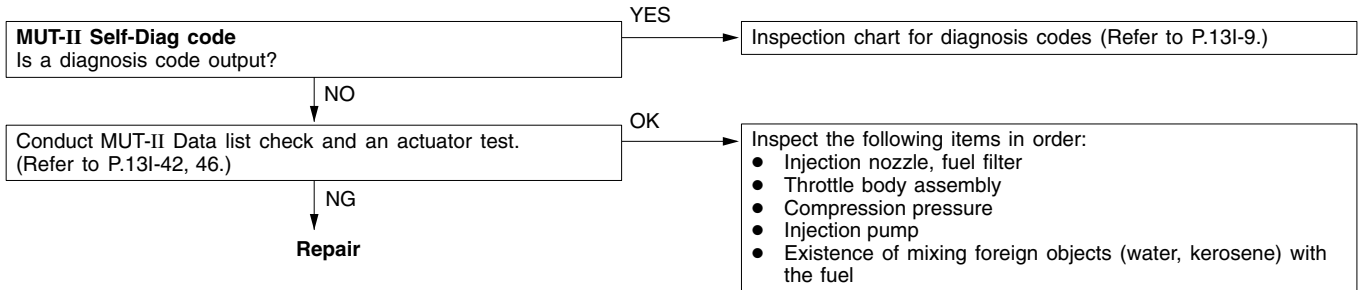 YES
MUT-II Self-Diag code
Is a diagnosis code output?
Inspection chart for diagnosis codes (Refer to P.13I-9.)
NO
OK
Conduct MUT-II Data list check and an actuator test.
(Refer to P.13I-42, 46.)
Inspect the following items in order:
● Injection nozzle, fuel filter
● Throttle body assembly
● Compression pressure
● Injection pump
● Existence of mixing foreign objects (water, kerosene) with
the fuel
NG
Repair